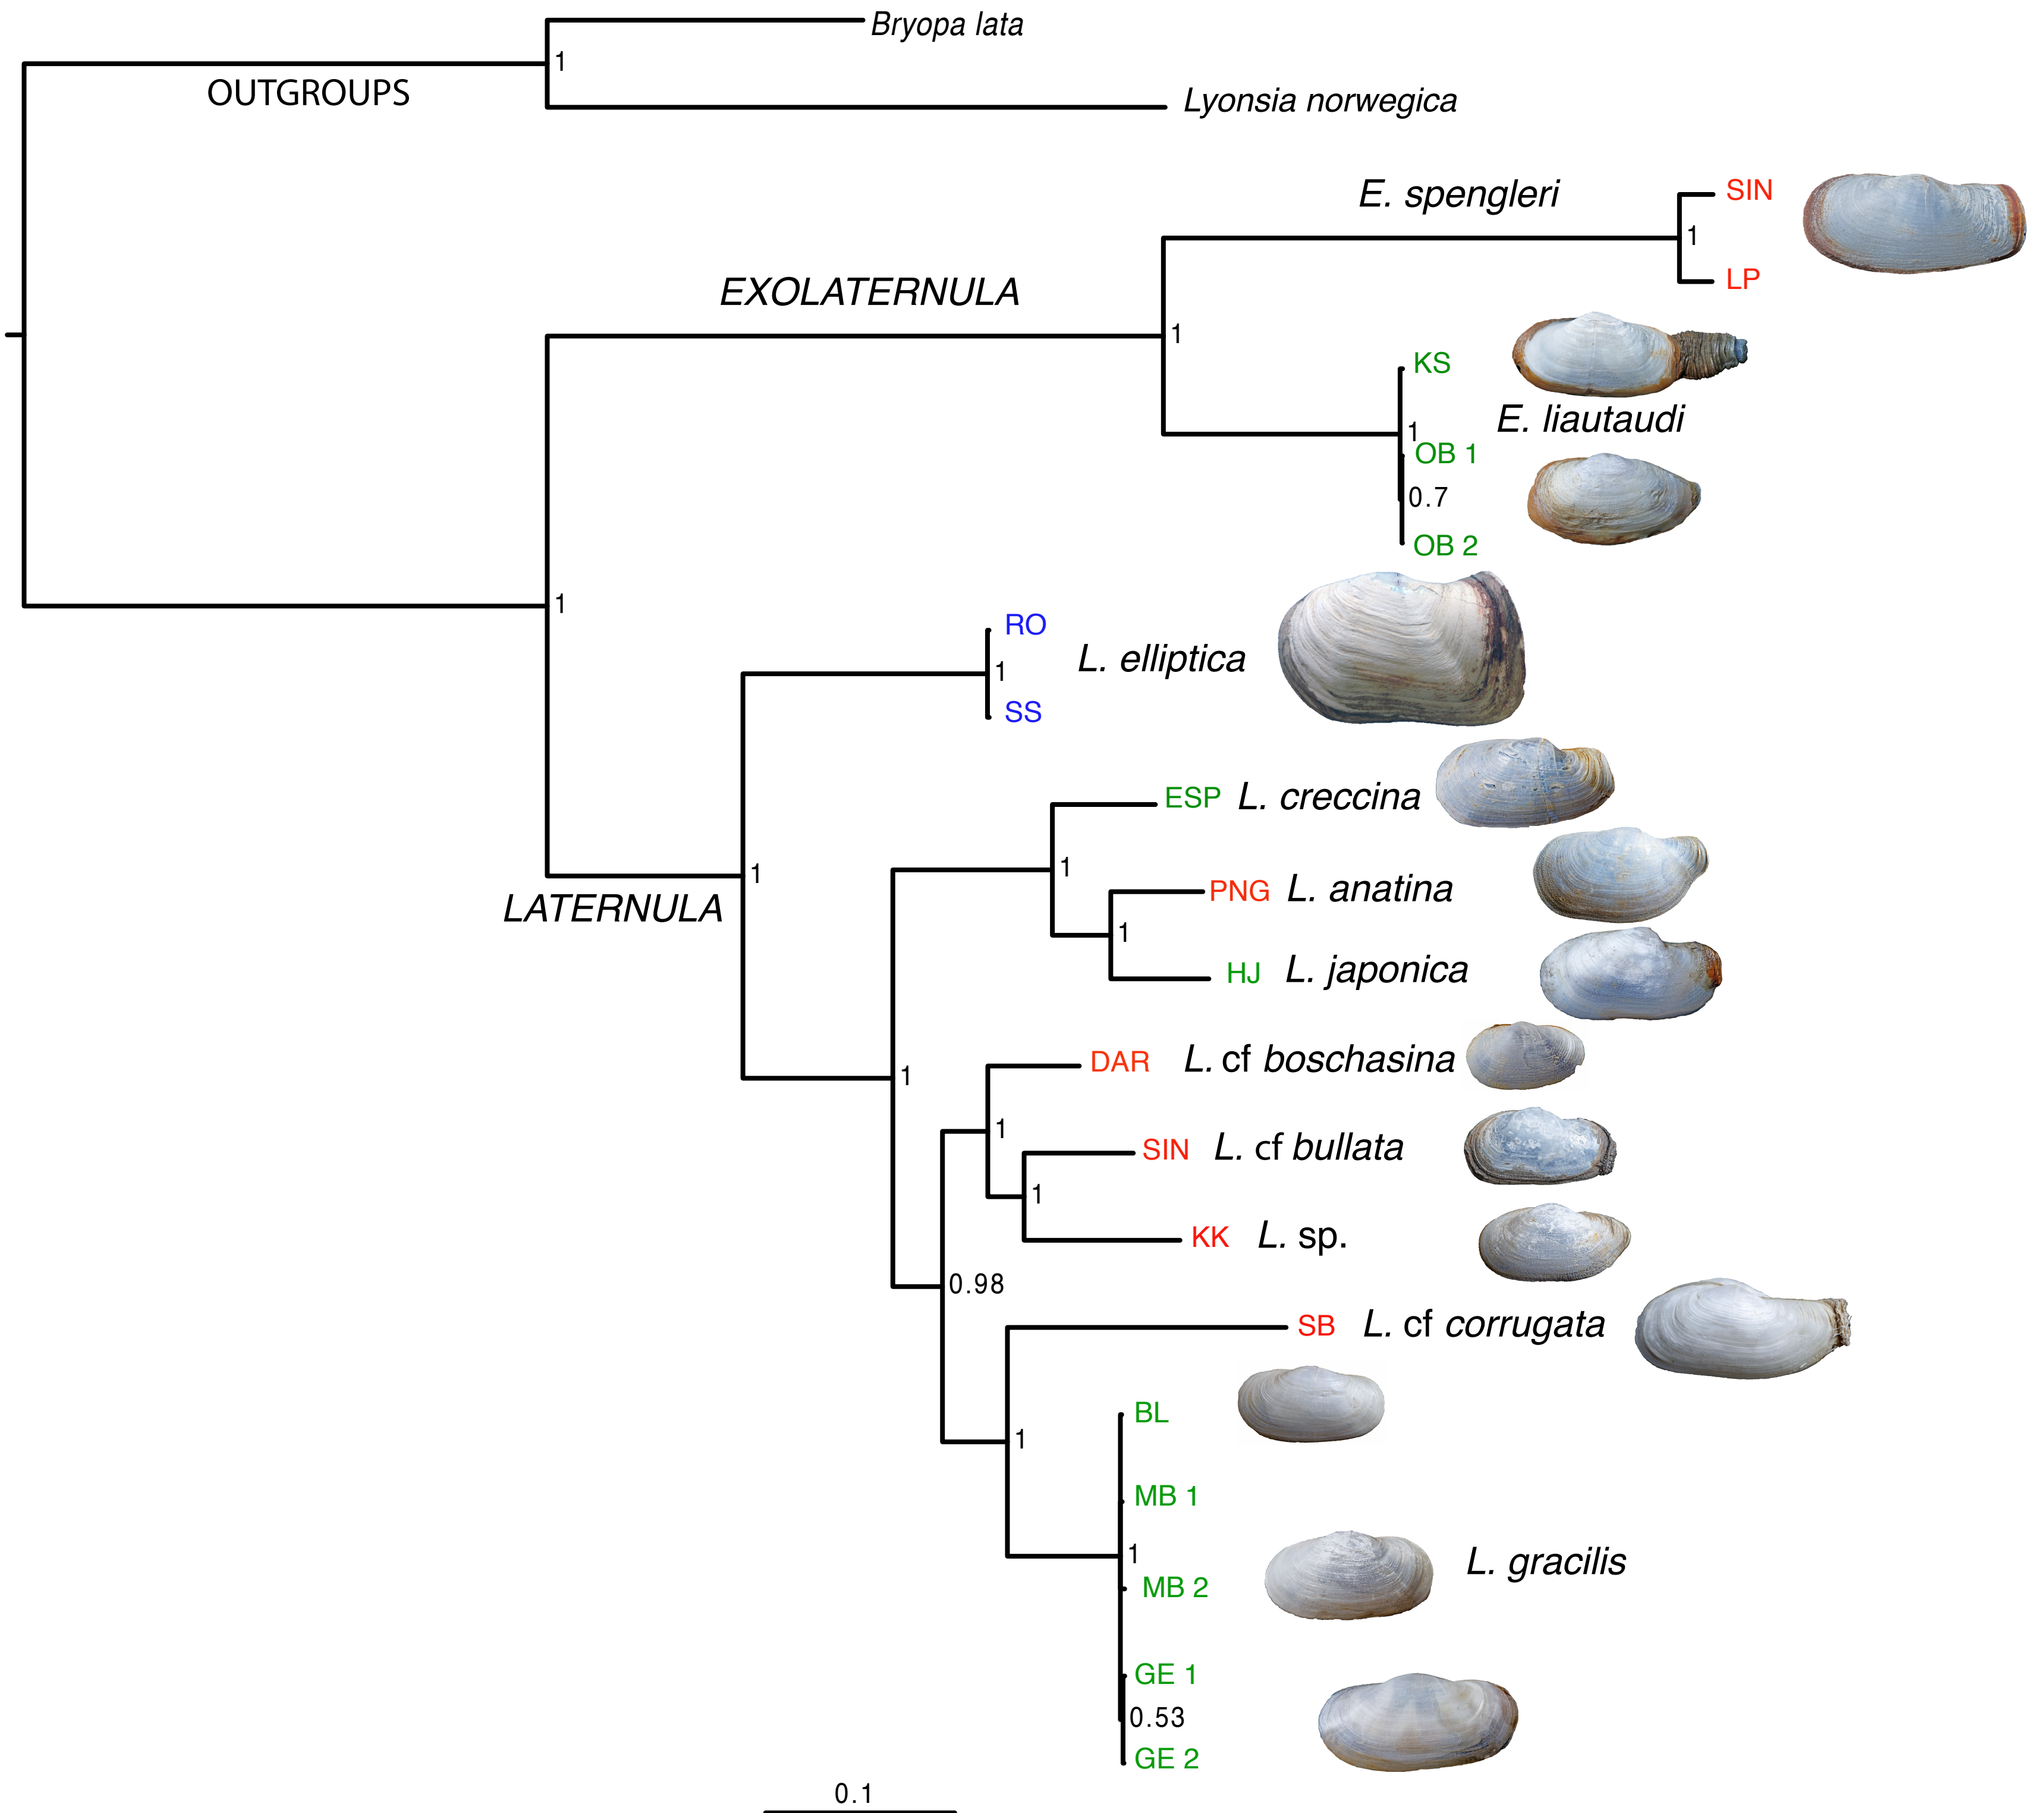 Bryopa lata
1
OUTGROUPS
Lyonsia norwegica
E. spengleri
SIN
1
LP
EXOLATERNULA
1
KS
E. liautaudi
1
OB 1
0.7
OB 2
1
RO
L. elliptica
1
SS
ESP L. creccina
1
1
LATERNULA
PNG L. anatina
1
HJ L. japonica
DAR L. cf boschasina
1
1
SIN L. cf bullata
1
KK L. sp.
0.98
SB L. cf corrugata
BL
1
MB 1
1
L. gracilis
MB 2
GE 1
0.53
GE 2
0.1